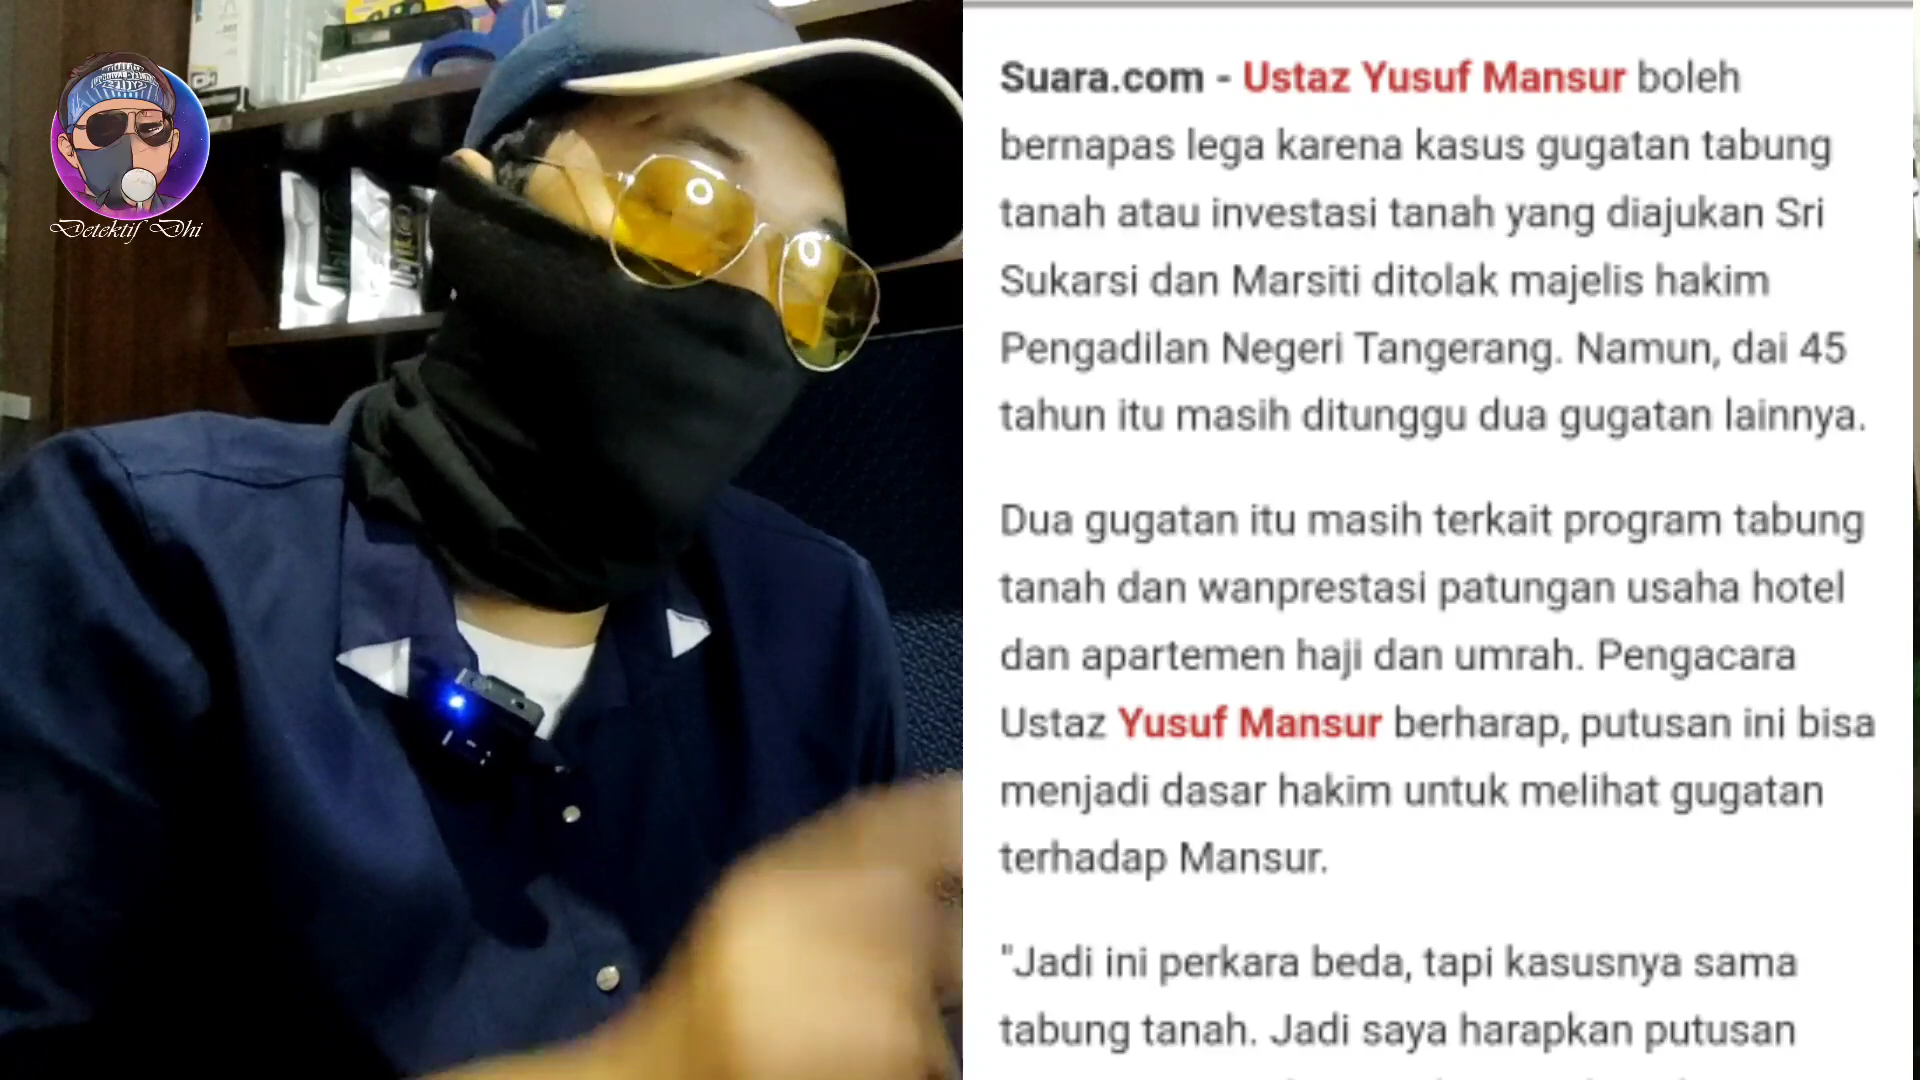 Detektif Dhi
Suara.com - Ustaz Yusuf Mansur boleh
bernapas lega karena kasus gugatan tabung
tanah atau investasi tanah yang diajukan Sri
Sukarsi dan Marsiti ditolak majelis hakim
Pengadilan Negeri Tangerang. Namun, dai 45
tahun itu masih ditunggu dua gugatan lainnya.
Dua gugatan itu masih terkait program tabung
tanah dan wanprestasi patungan usaha hotel
dan apartemen haji dan umrah. Pengacara
Ustaz Yusuf Mansur berharap, putusan ini bisa
menjadi dasar hakim untuk melihat gugatan
terhadap Mansur.
"Jadi ini perkara beda, tapi kasusnya sama
tabung tanah. Jadi saya harapkan putusan